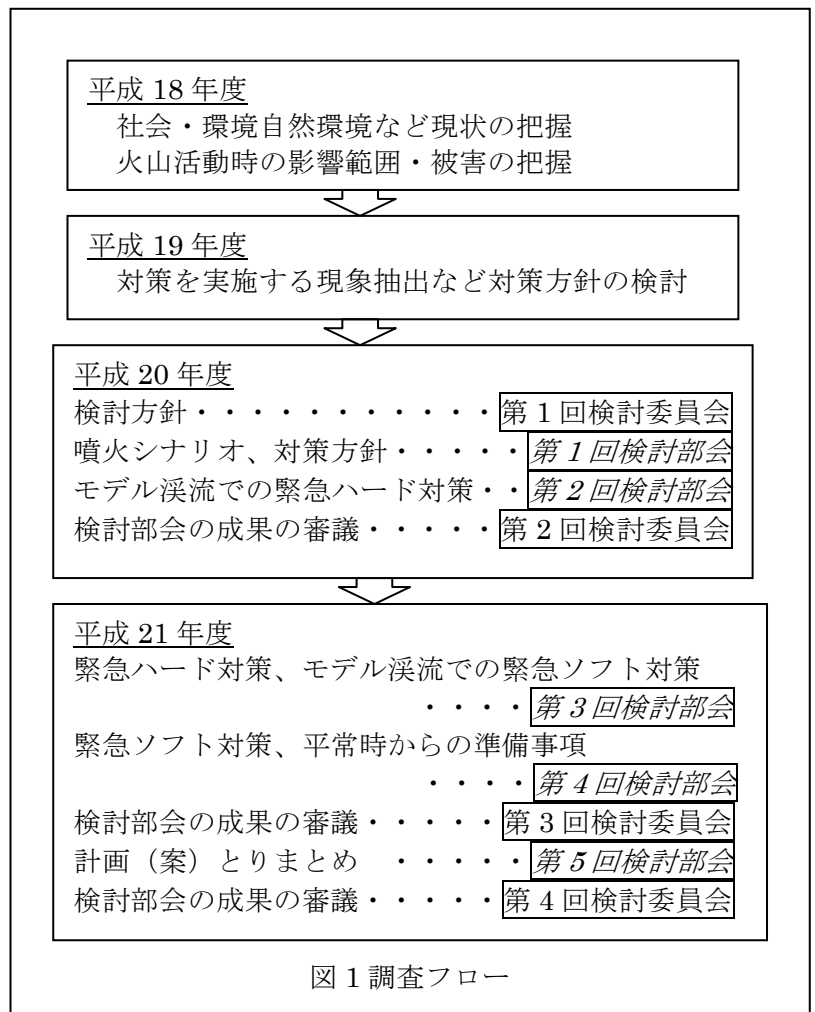 平成 18 年度
社会・環境自然環境など現状の把握
火山活動時の影響範囲・被害の把握
平成 19 年度
対策を実施する現象抽出など対策方針の検討
平成 20 年度
検討方針・・・・・・・・・・・第 1 回検討委員会
噴火シナリオ、対策方針・・・・・第 1 回検討部会
モデル渓流での緊急ハード対策・・第 2 回検討部会
検討部会の成果の審議・・・・・第 2 回検討委員会
平成 21 年度
緊急ハード対策、モデル渓流での緊急ソフト対策
・・・・第 3 回検討部会
緊急ソフト対策、平常時からの準備事項
・・・・第 4 回検討部会
検討部会の成果の審議・・・・・第 3 回検討委員会
計画（案）とりまとめ ・・・・・第 5 回検討部会
検討部会の成果の審議・・・・・第 4 回検討委員会
図 1 調査フロー